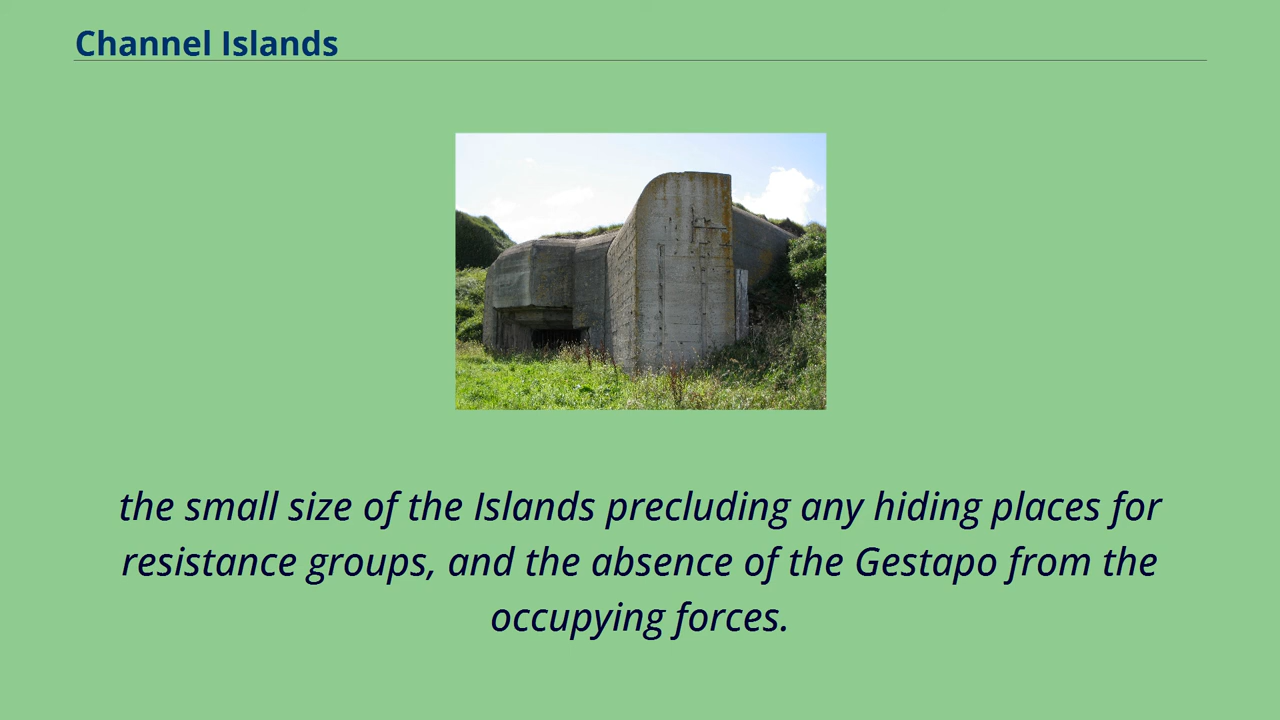 Channel Islands
the small size of the Islands precluding any hiding places for
resistance groups, and the absence of the Gestapo from the
occupying forces.